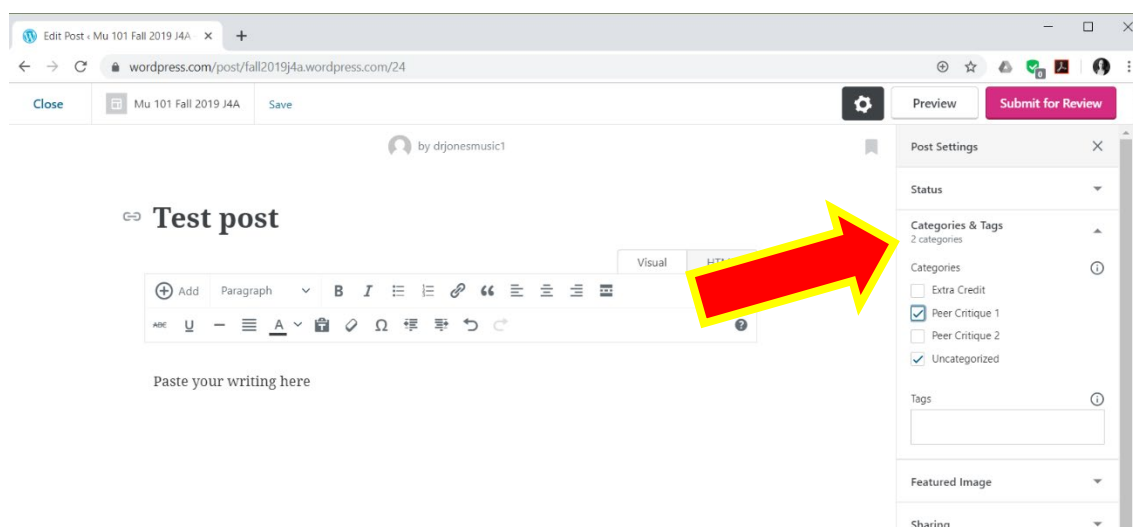 Edit Post ‹ Mu 101 Fall 2019 J4A
wordpress.com/post/fall2019j4a.wordpress.com/24
Close
Mu 101 Fall 2019 J4A
Save
Preview
Submit for Review
by drjonesmusic1
Post Settings
Status
Test post
Categories & Tags
2 categories
Visual
Categories
Add Paragraph B I
Extra Credit
Peer Critique 1
ABC U A Ω
Peer Critique 2
Uncategorized
Paste your writing here
Tags
Featured Image
Sharing